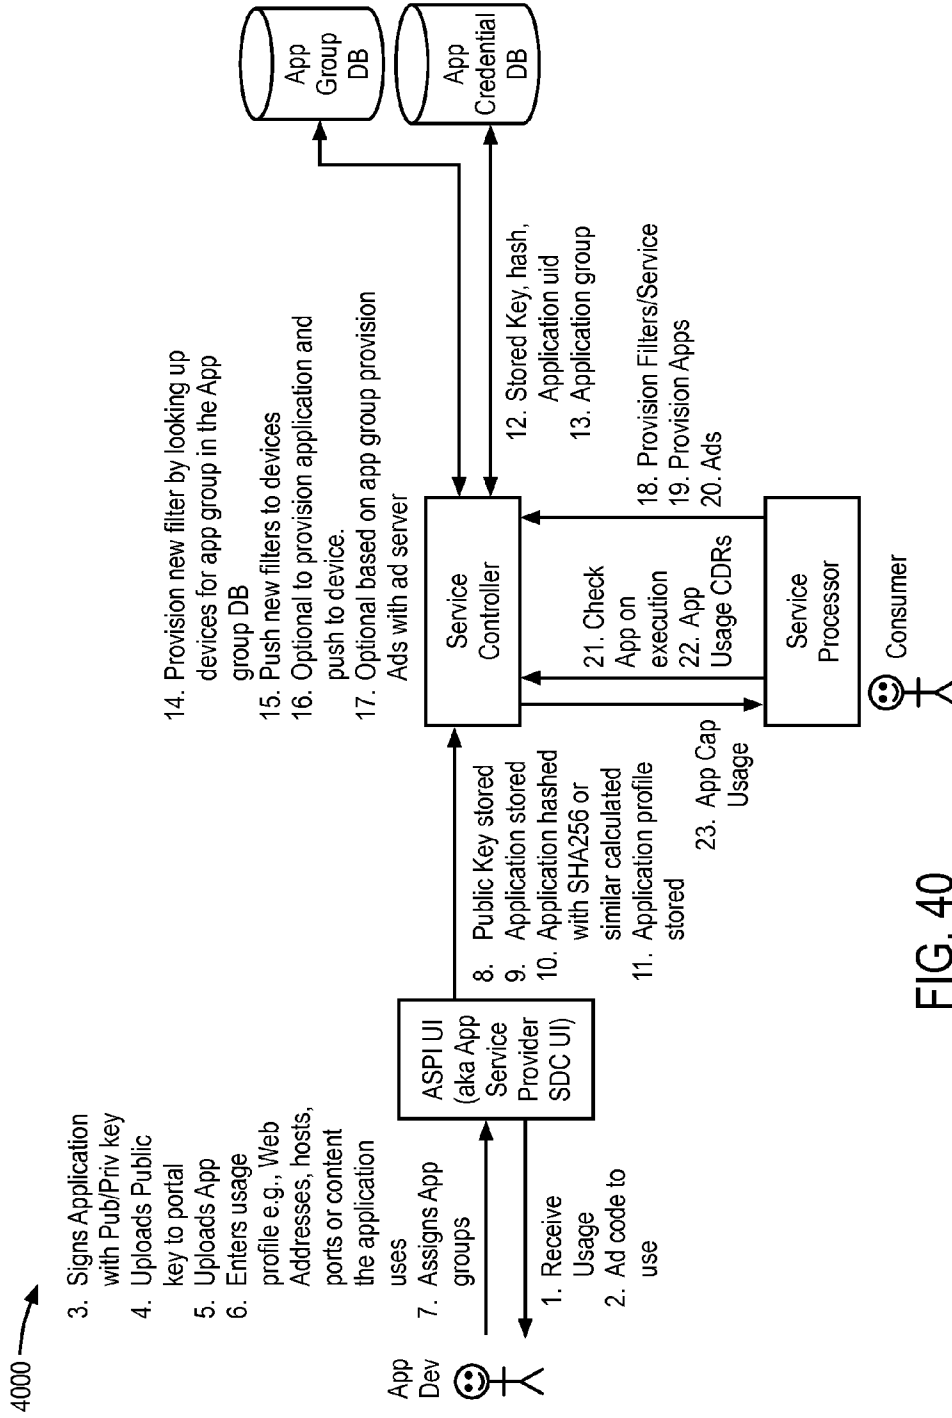 4000
3. Signs Application
with Pub/Priv key
4. Uploads Public
key to portal
5. Uploads App
6. Enters usage
profile e.g., Web
Addresses, hosts,
ports or content
the application
uses
7. Assigns App
groups
App
Dev
1. Receive
Usage
2. Ad code to
use
ASPI UI
(aka App
Service
Provider
SDC UI)
8. Public Key stored
9. Application stored
10. Application hashed
with SHA256 or
similar calculated
11. Application profile
stored
14. Provision new filter by looking up
devices for app group in the App
group DB
15. Push new filters to devices
16. Optional to provision application and
push to device.
17. Optional based on app group provision
Ads with ad server
Service
Controller
12. Stored Key, hash,
Application uid
13. Application group
App
Group
DB
App
Credential
DB
18. Provision Filters/Service
19. Provision Apps
20. Ads
21. Check
App on
execution
22. App
Usage CDRs
23. App Cap
Usage
Service
Processor
Consumer
FIG. 40